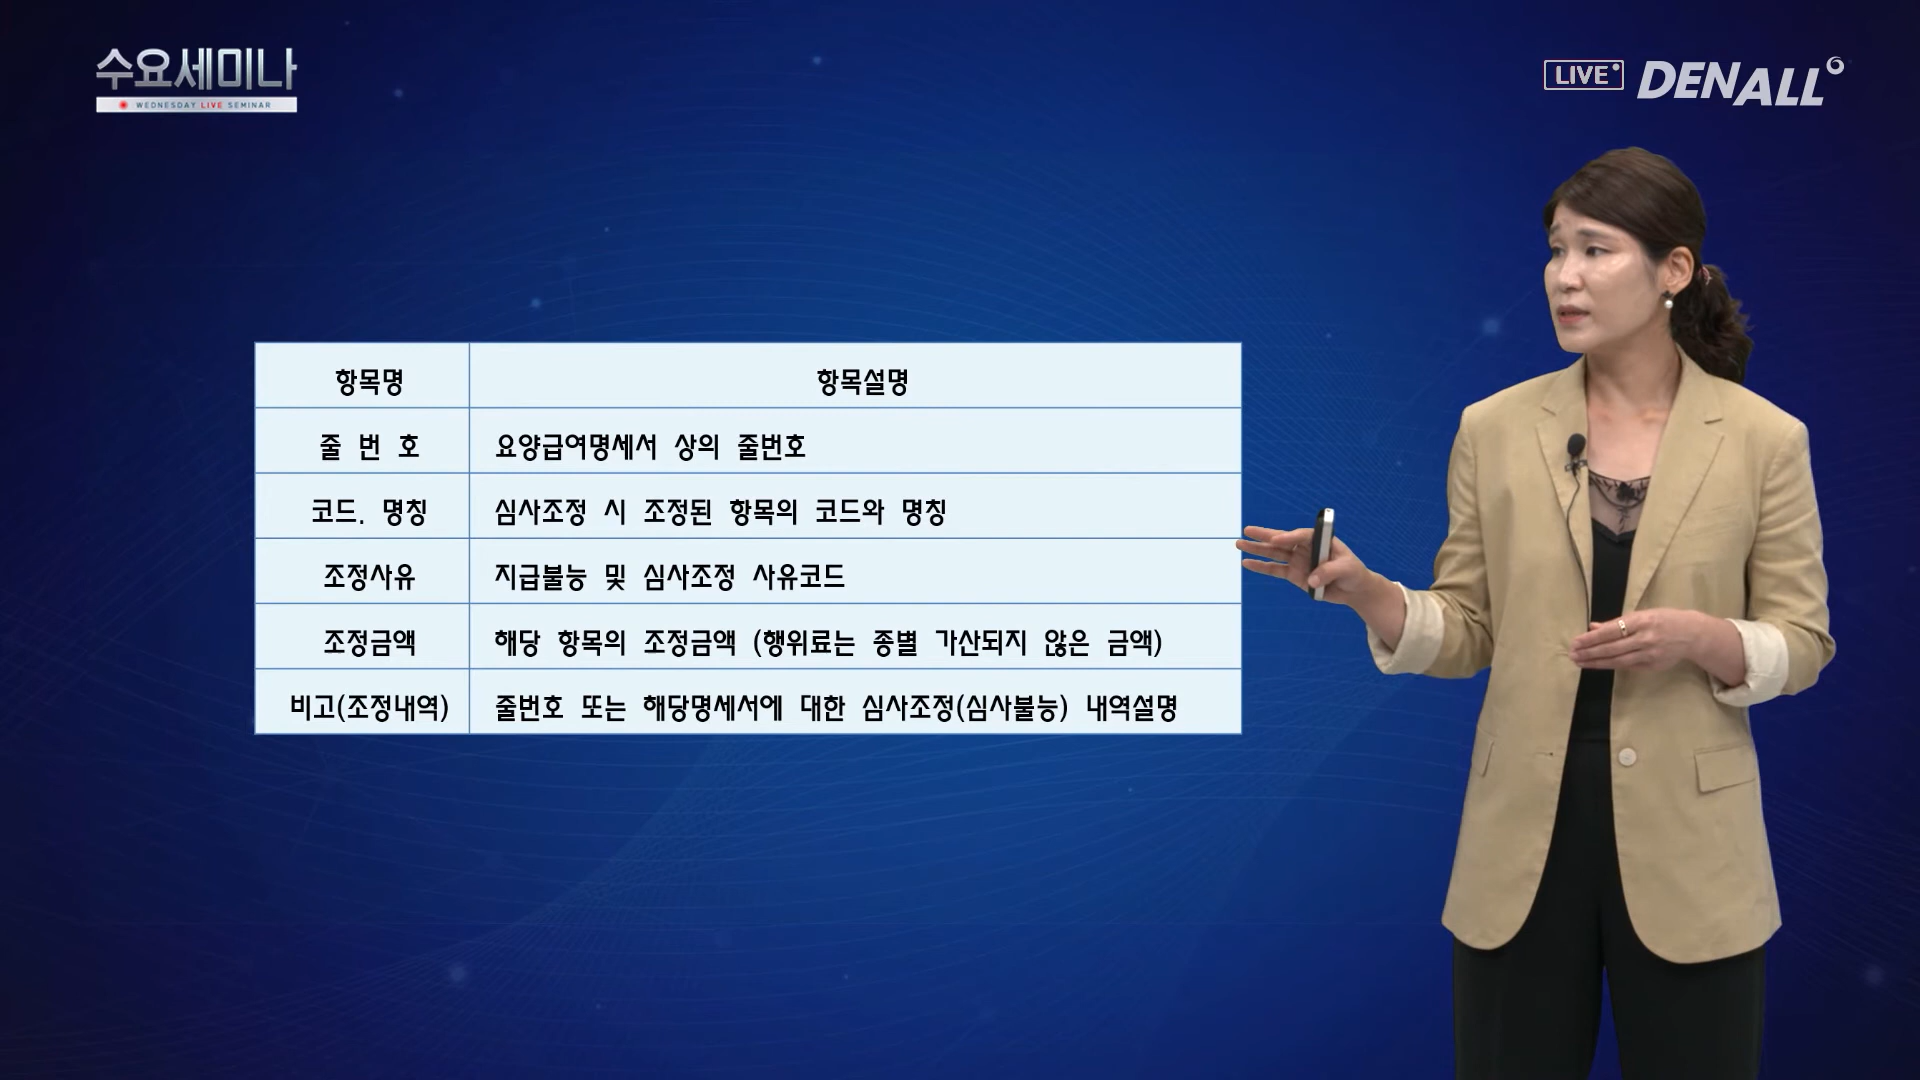 수요세미나
WEDNESDAY LIVE SEMINAR
LIVE DENALL
항목명 항목설명
줄 번 호 요양급여명세서 상의 줄번호
코드. 명칭 심사조정 시 조정된 항목의 코드와 명칭
조정사유 지급불능 및 심사조정 사유코드
조정금액 해당 항목의 조정금액 (행위료는 종별 가산되지 않은 금액)
비고(조정내역) 줄번호 또는 해당명세서에 대한 심사조정(심사불능) 내역설명